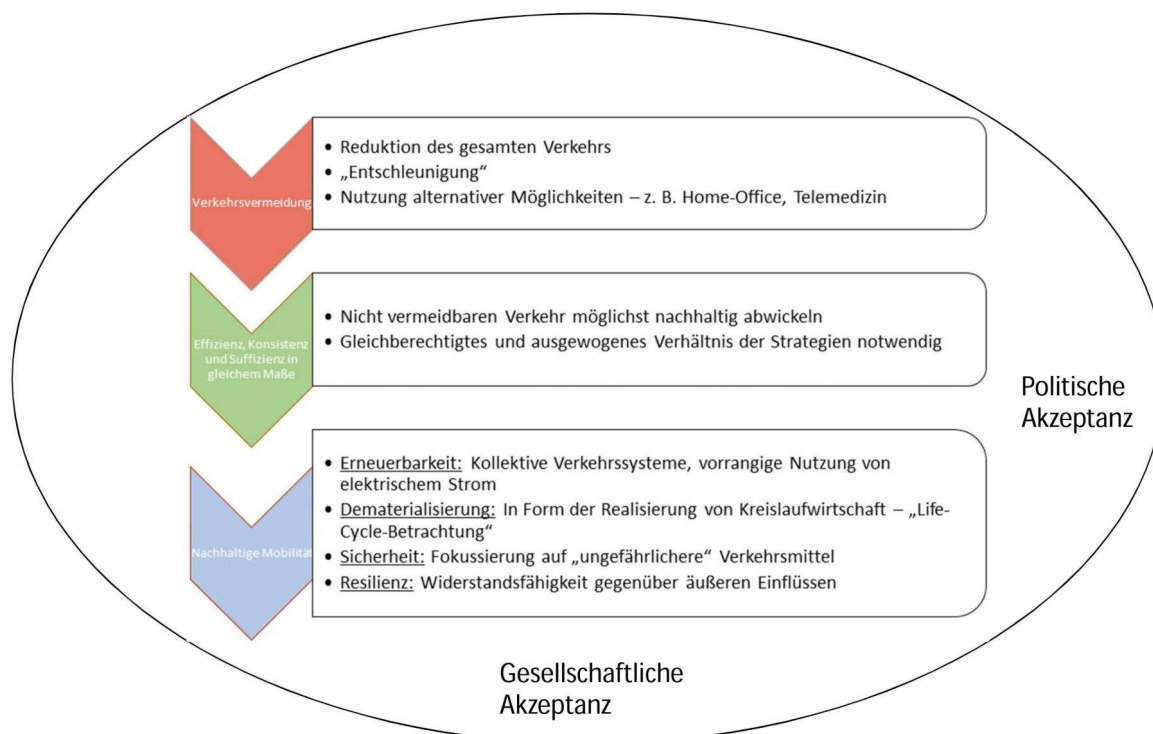 Verkehrsvermeidung
• Reduktion des gesamten Verkehrs
• „Entschleunigung“
• Nutzung alternativer Möglichkeiten – z. B. Home-Office, Telemedizin
Effizienz, Konsistenz
und Suffizienz in
gleichem Maße
• Nicht vermeidbaren Verkehr möglichst nachhaltig abwickeln
• Gleichberechtigtes und ausgewogenes Verhältnis der Strategien notwendig
Politische
Akzeptanz
Nachhaltige Mobilität
• Erneuerbarkeit: Kollektive Verkehrssysteme, vorrangige Nutzung von
elektrischem Strom
• Dematerialisierung: In Form der Realisierung von Kreislaufwirtschaft – „Life-
Cycle-Betrachtung“
• Sicherheit: Fokussierung auf „ungefährlichere“ Verkehrsmittel
• Resilienz: Widerstandsfähigkeit gegenüber äußeren Einflüssen
Gesellschaftliche
Akzeptanz